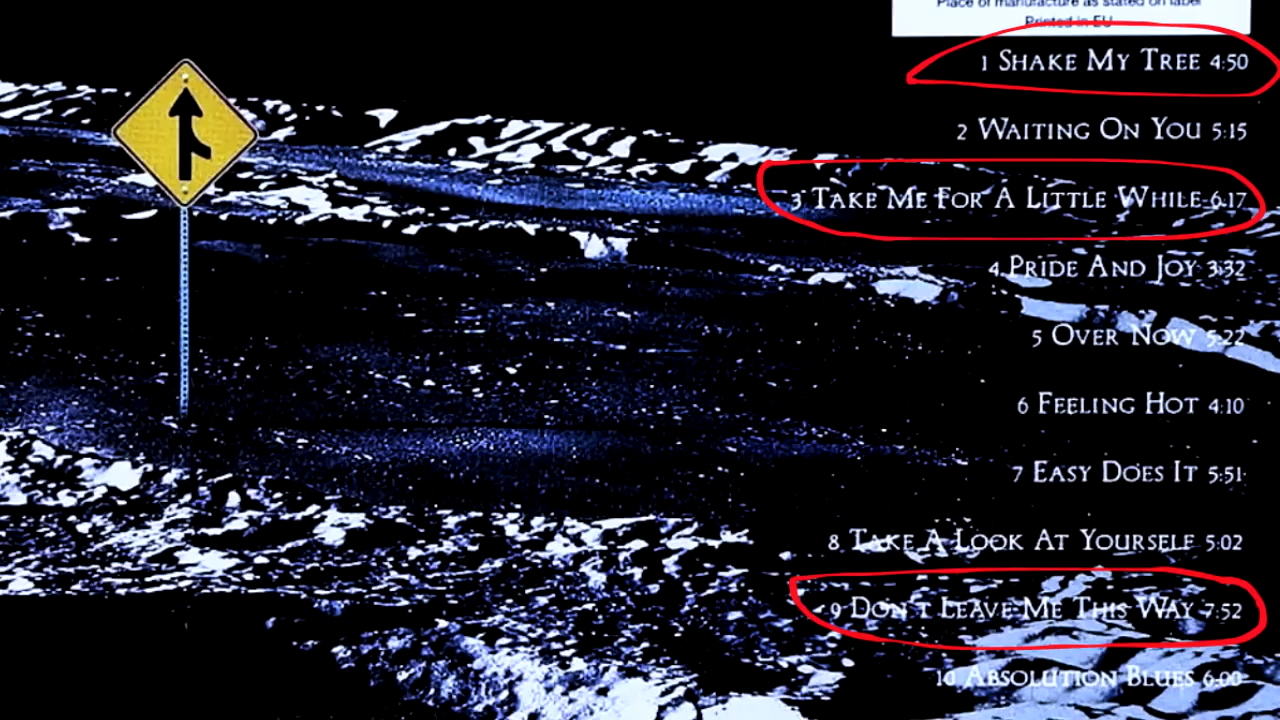 Place of manufacture as stated on label
Printed in EU
1 SHAKE MY TREE 4:50
2 WAITING ON YOU 5:15
3 TAKE ME FOR A LITTLE WHILE 6:17
4 PRIDE AND JOY 3:32
5 OVER NOW 5:22
6 FEELING HOT 4:10
7 EASY DOES IT 5:51
8 TAKE A LOOK AT YOURSELF 5:02
9 DON'T LEAVE ME THIS WAY 7:52
10 ABSOLUTION BLUES 6:00